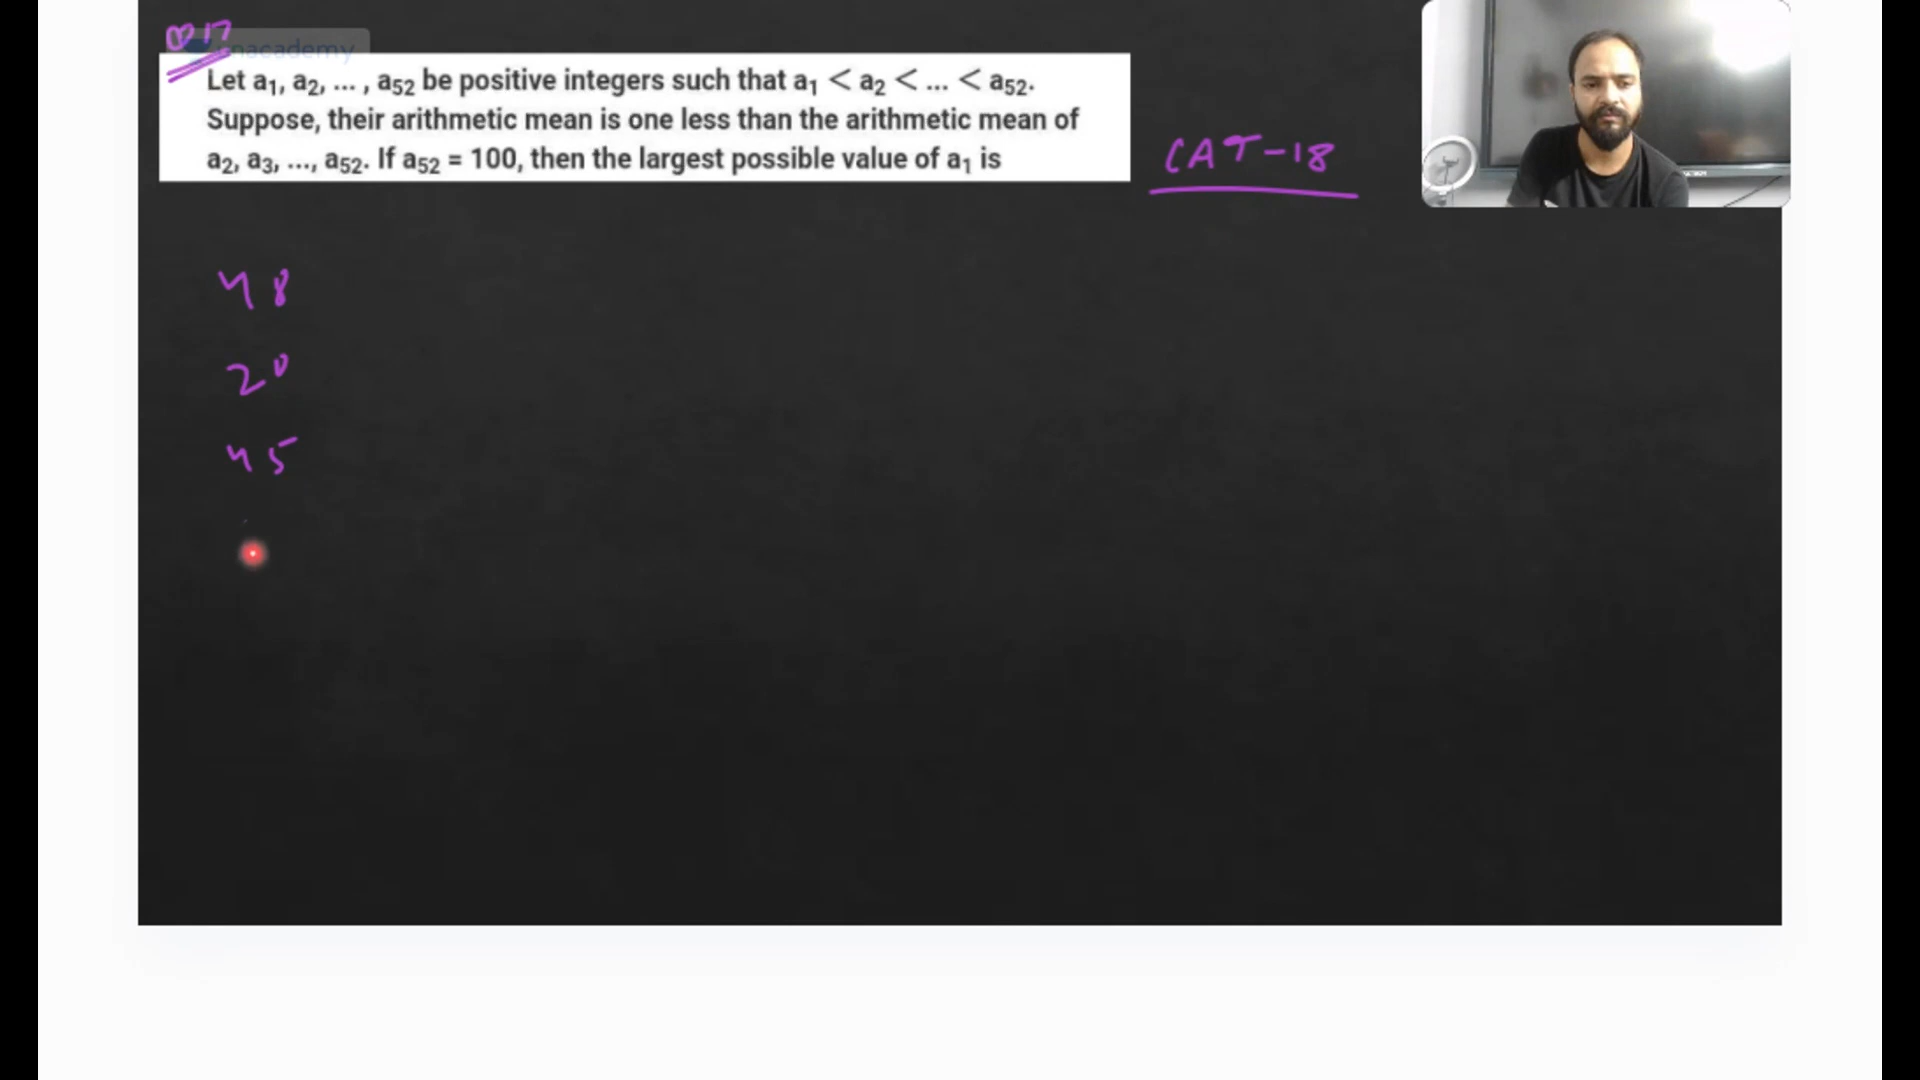 Q17
unacademy
Let a₁, a₂, ... , a₅₂ be positive integers such that a₁ < a₂ < ... < a₅₂.
Suppose, their arithmetic mean is one less than the arithmetic mean of
a₂, a₃, ..., a₅₂. If a₅₂ = 100, then the largest possible value of a₁ is
CAT-18
48
20
45